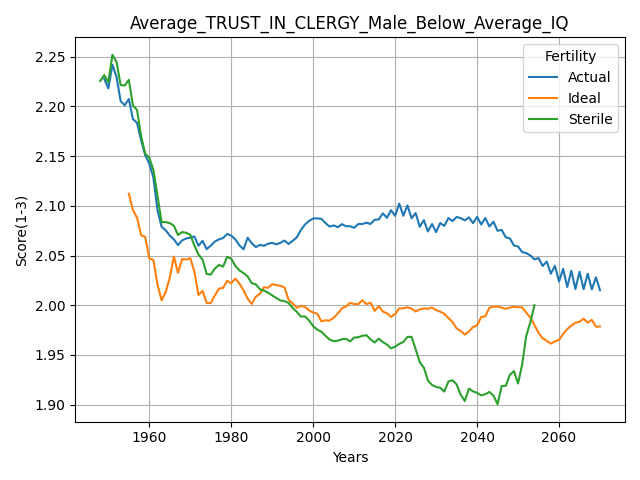 Average_TRUST_IN_CLERGY_Male_Below_Average_IQ
Fertility
Actual
Ideal
Sterile
Score(1-3)
2.25
2.20
2.15
2.10
2.05
2.00
1.95
1.90
1960 1980 2000 2020 2040 2060
Years